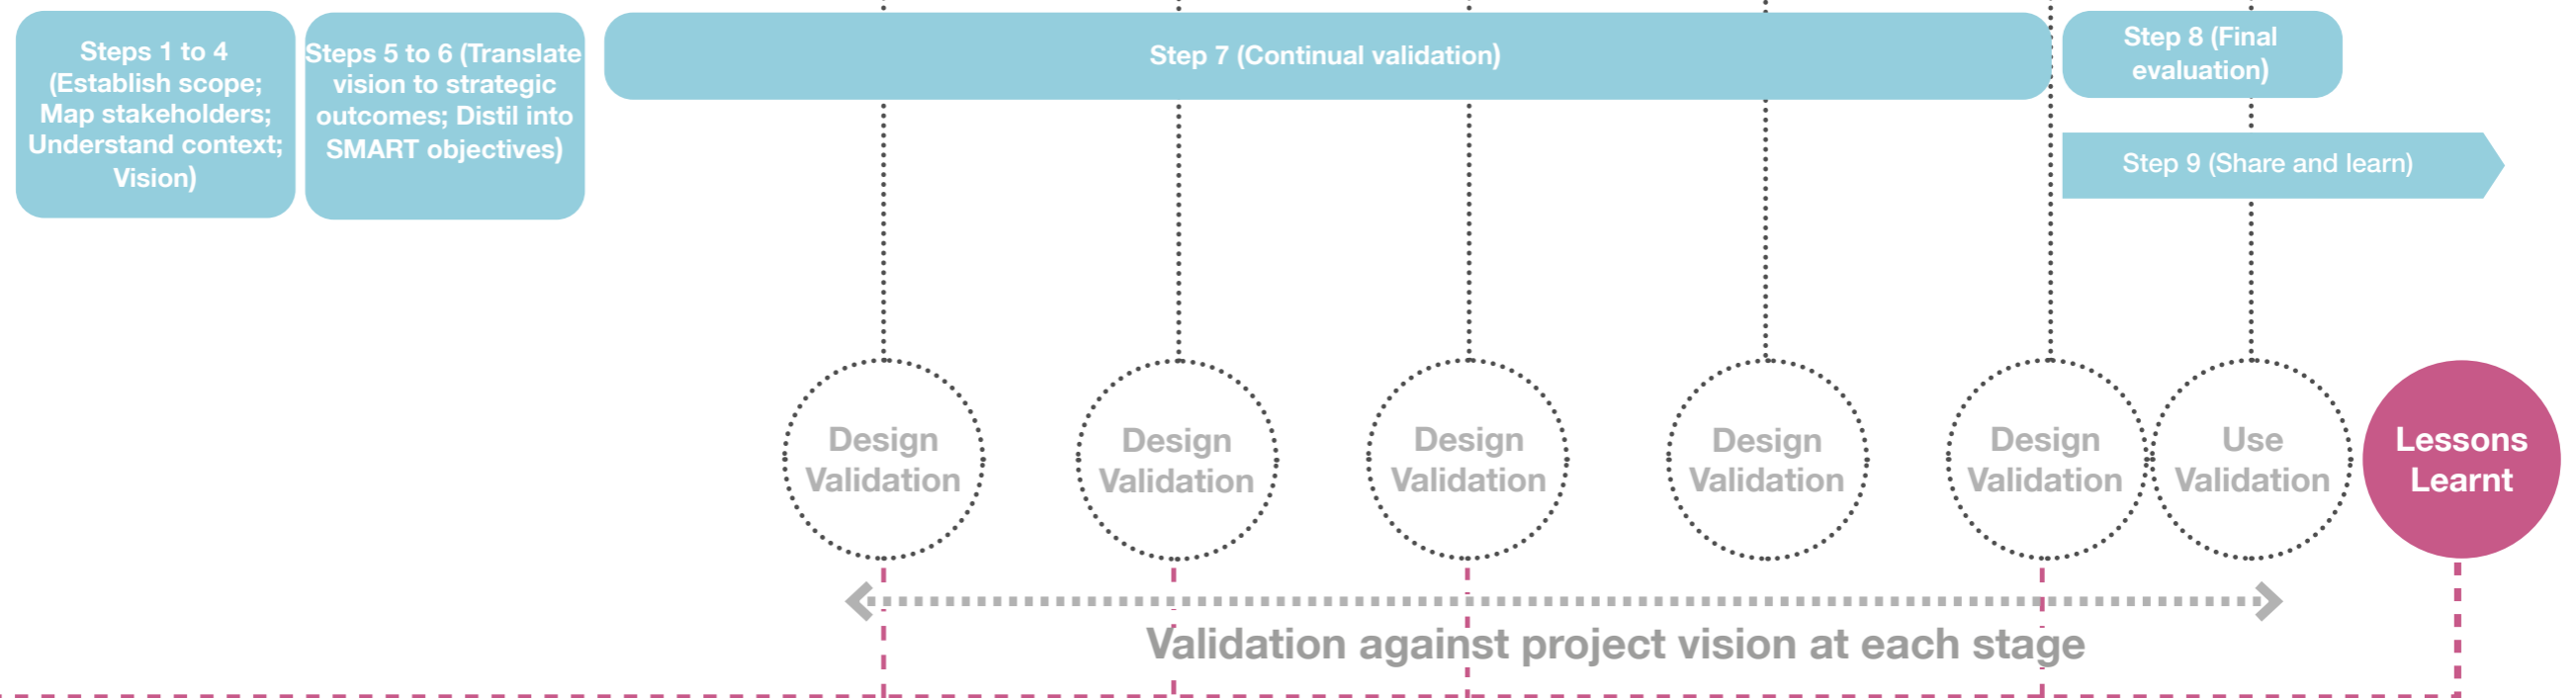 Steps 1 to 4
(Establish scope;
Map stakeholders;
Understand context;
Vision)
Steps 5 to 6 (Translate
vision to strategic
outcomes; Distil into
SMART objectives)
Step 7 (Continual validation)
Step 8 (Final
evaluation)
Step 9 (Share and learn)
Design
Validation
Design
Validation
Design
Validation
Design
Validation
Design
Validation
Use
Validation
Lessons
Learnt
Validation against project vision at each stage